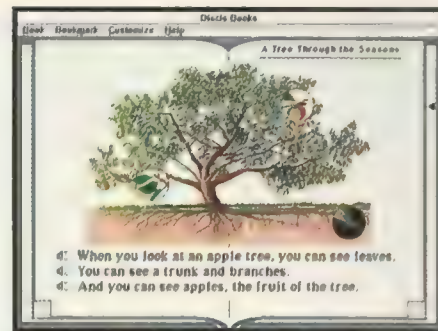 Discis Books
Book Bookmark Customize Help
A Tree Through the Seasons
When you look at an apple tree, you can see leaves.
You can see a trunk and branches.
And you can see apples, the fruit of the tree.